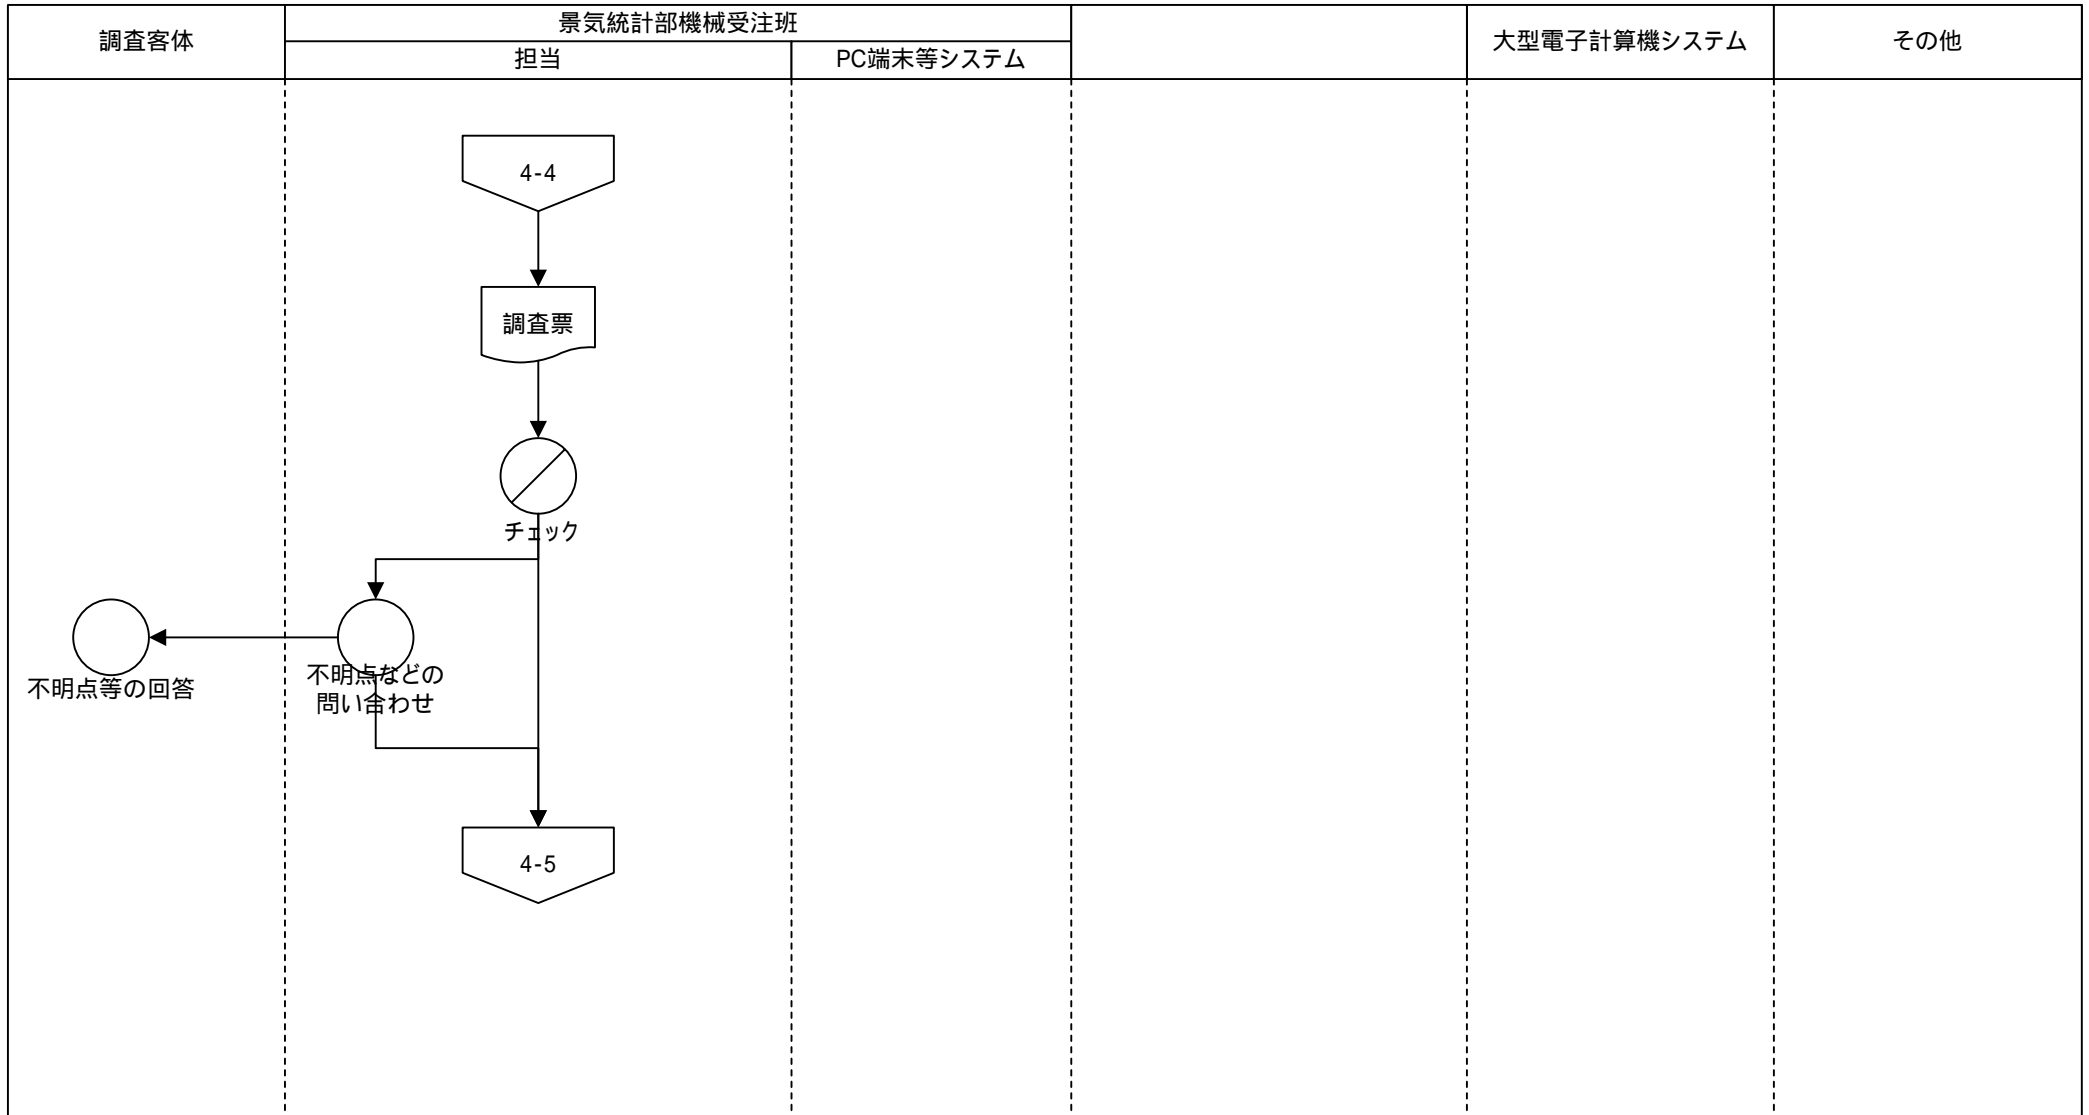 調査客体
景気統計部機械受注班
担当
PC端末等システム
大型電子計算機システム
その他
4-4
調査票
チェック
不明点等の回答
不明点などの
問い合わせ
4-5